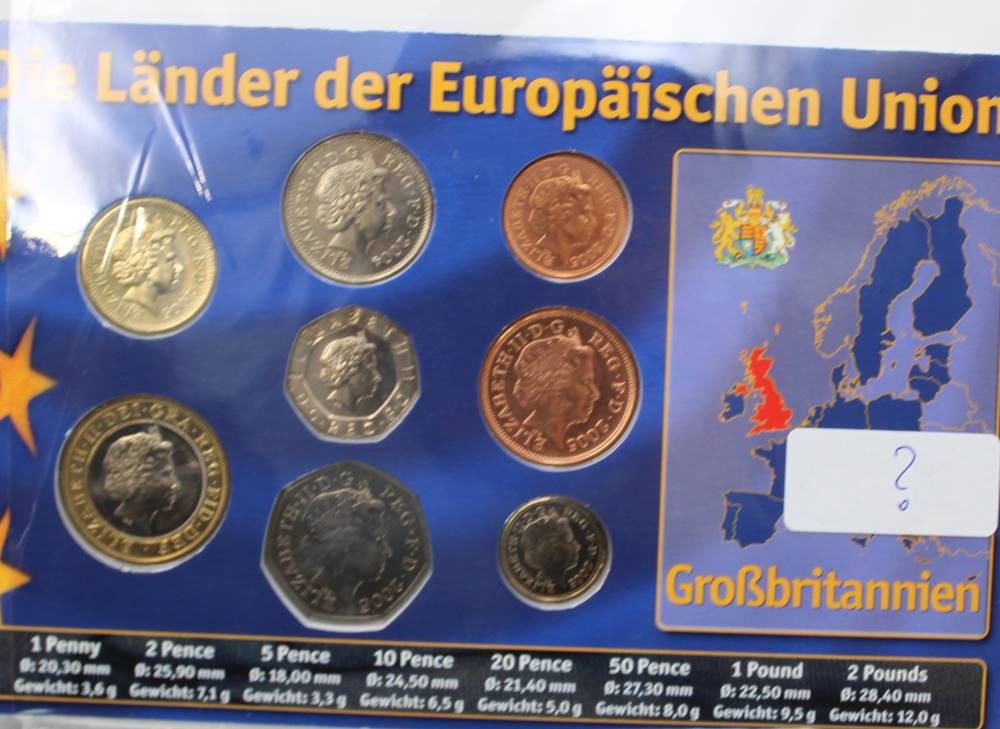 Die Länder der Europäischen Union
?
Großbritannien
1 Penny
Ø: 20,30 mm
Gewicht: 3,6 g
2 Pence
Ø: 25,90 mm
Gewicht: 7,1 g
5 Pence
Ø: 18,00 mm
Gewicht: 3,3 g
10 Pence
Ø: 24,50 mm
Gewicht: 6,5 g
20 Pence
Ø: 21,40 mm
Gewicht: 5,0 g
50 Pence
Ø: 27,30 mm
Gewicht: 8,0 g
1 Pound
Ø: 22,50 mm
Gewicht: 9,5 g
2 Pounds
Ø: 28,40 mm
Gewicht: 12,0 g